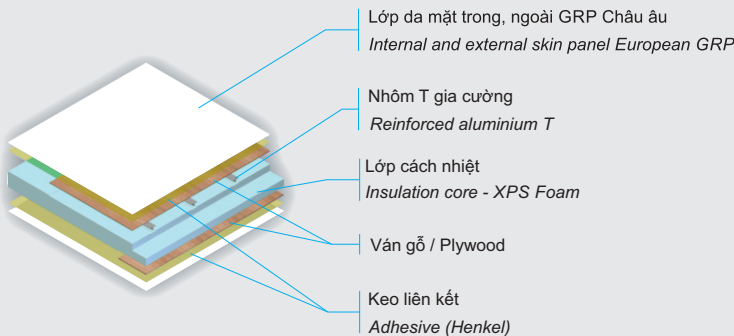 Lớp da mặt trong, ngoài GRP Châu âu
Internal and external skin panel European GRP
Nhôm T gia cường
Reinforced aluminium T
Lớp cách nhiệt
Insulation core - XPS Foam
Ván gỗ / Plywood
Keo liên kết
Adhesive (Henkel)